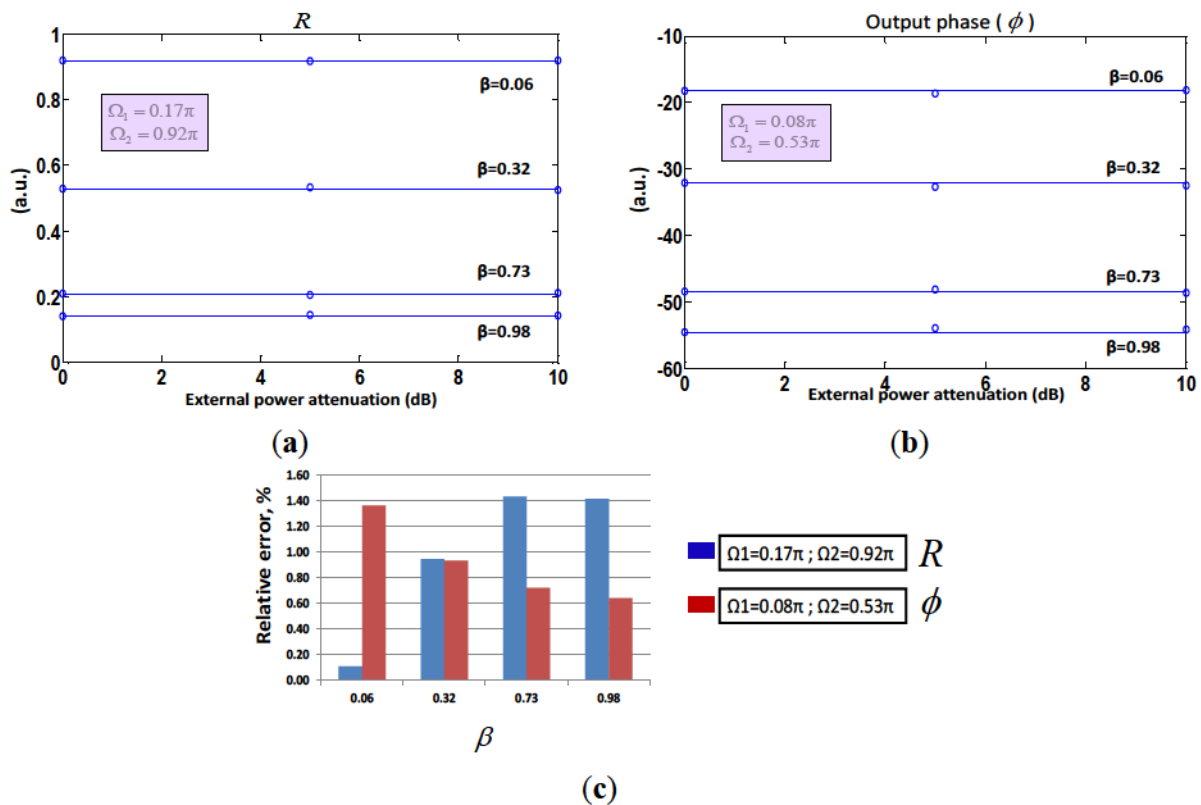 R
1
0.8
0.6
0.4
0.2
0
(a.u.)
Ω₁ = 0.17π
Ω₂ = 0.92π
β=0.06
β=0.32
β=0.73
β=0.98
0 2 4 6 8 10
External power attenuation (dB)
(a)
Output phase ( ϕ )
-10
-20
-30
-40
-50
-60
(a.u.)
Ω₁ = 0.08π
Ω₂ = 0.53π
β=0.06
β=0.32
β=0.73
β=0.98
0 2 4 6 8 10
External power attenuation (dB)
(b)
Relative error, %
1.60
1.40
1.20
1.00
0.80
0.60
0.40
0.20
0.00
0.06 0.32 0.73 0.98
β
Ω1=0.17π ; Ω2=0.92π R
Ω1=0.08π ; Ω2=0.53π ϕ
(c)